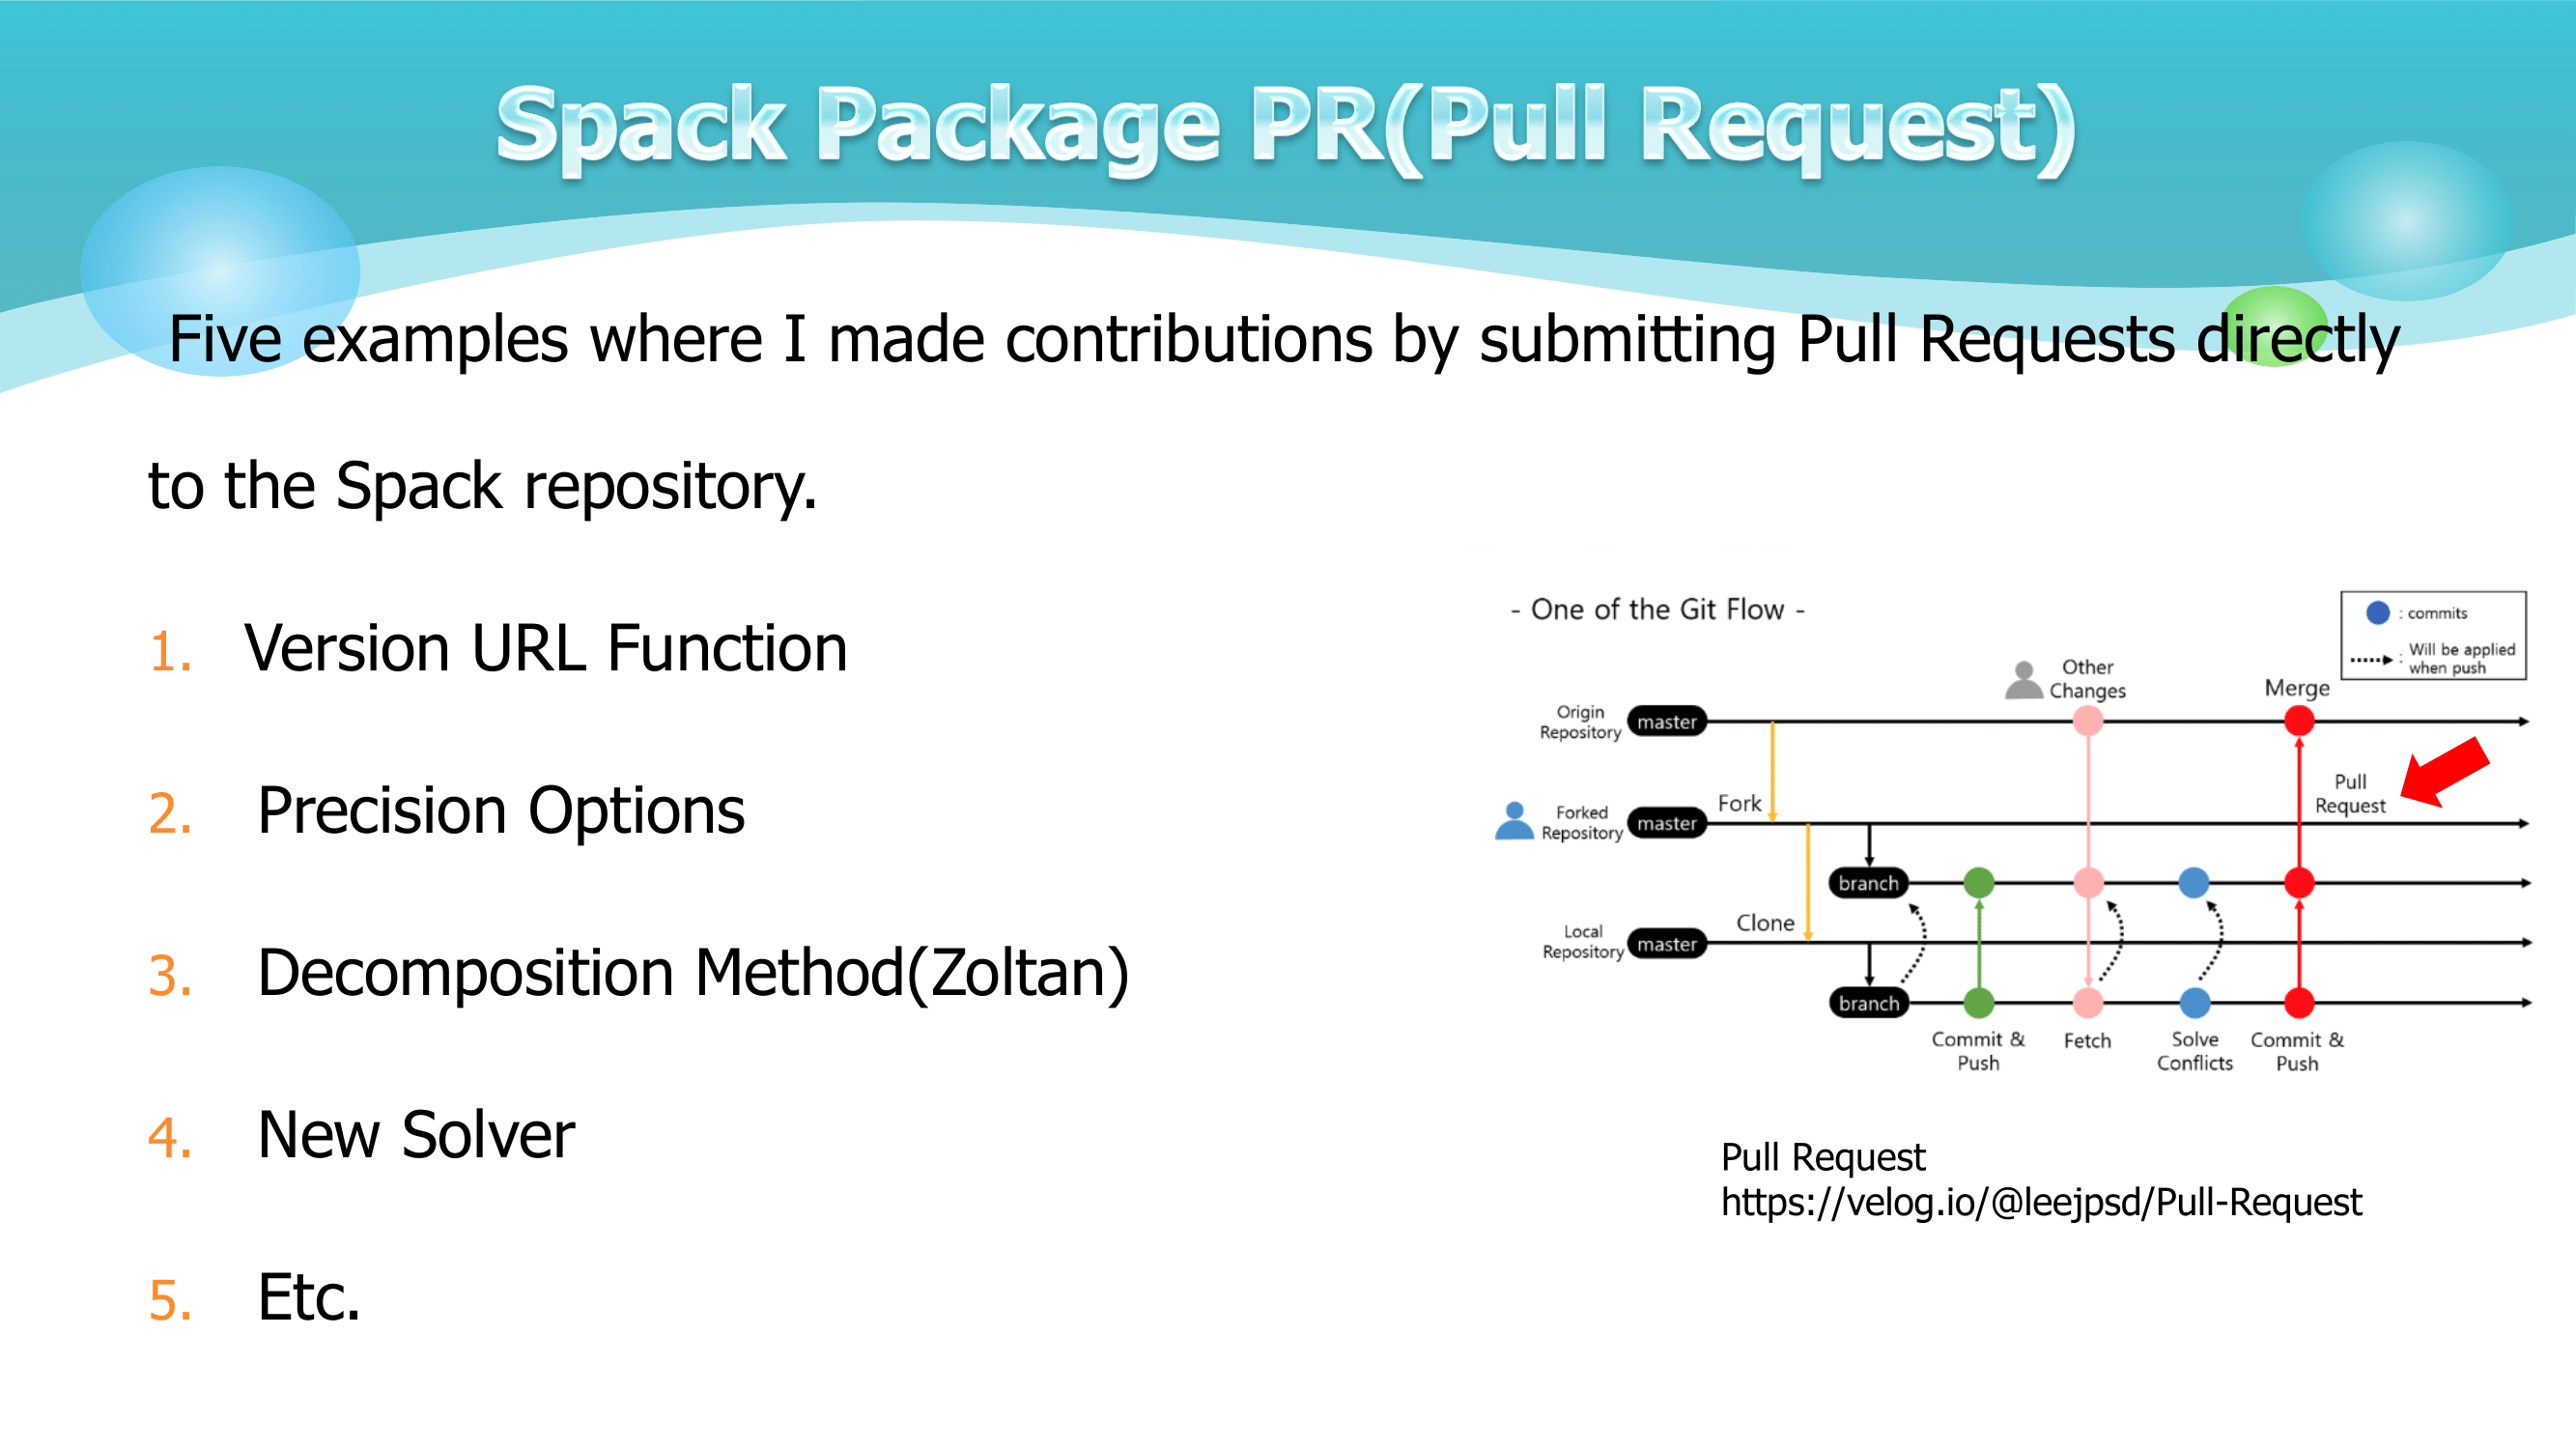 Spack Package PR(Pull Request)
Five examples where I made contributions by submitting Pull Requests directly
to the Spack repository.
1. Version URL Function
2. Precision Options
3. Decomposition Method(Zoltan)
4. New Solver
5. Etc.
- One of the Git Flow -
: commits
: Will be applied
when push
Other
Changes
Merge
Origin
Repository
master
Pull
Request
Fork
Forked
Repository
master
branch
Clone
Local
Repository
master
branch
Commit &
Push
Fetch
Solve
Conflicts
Commit &
Push
Pull Request
https://velog.io/@leejpsd/Pull-Request